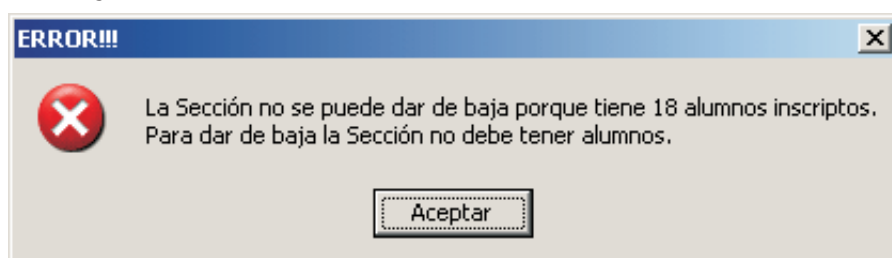 ERROR!!!
La Sección no se puede dar de baja porque tiene 18 alumnos inscriptos.
Para dar de baja la Sección no debe tener alumnos.
Aceptar